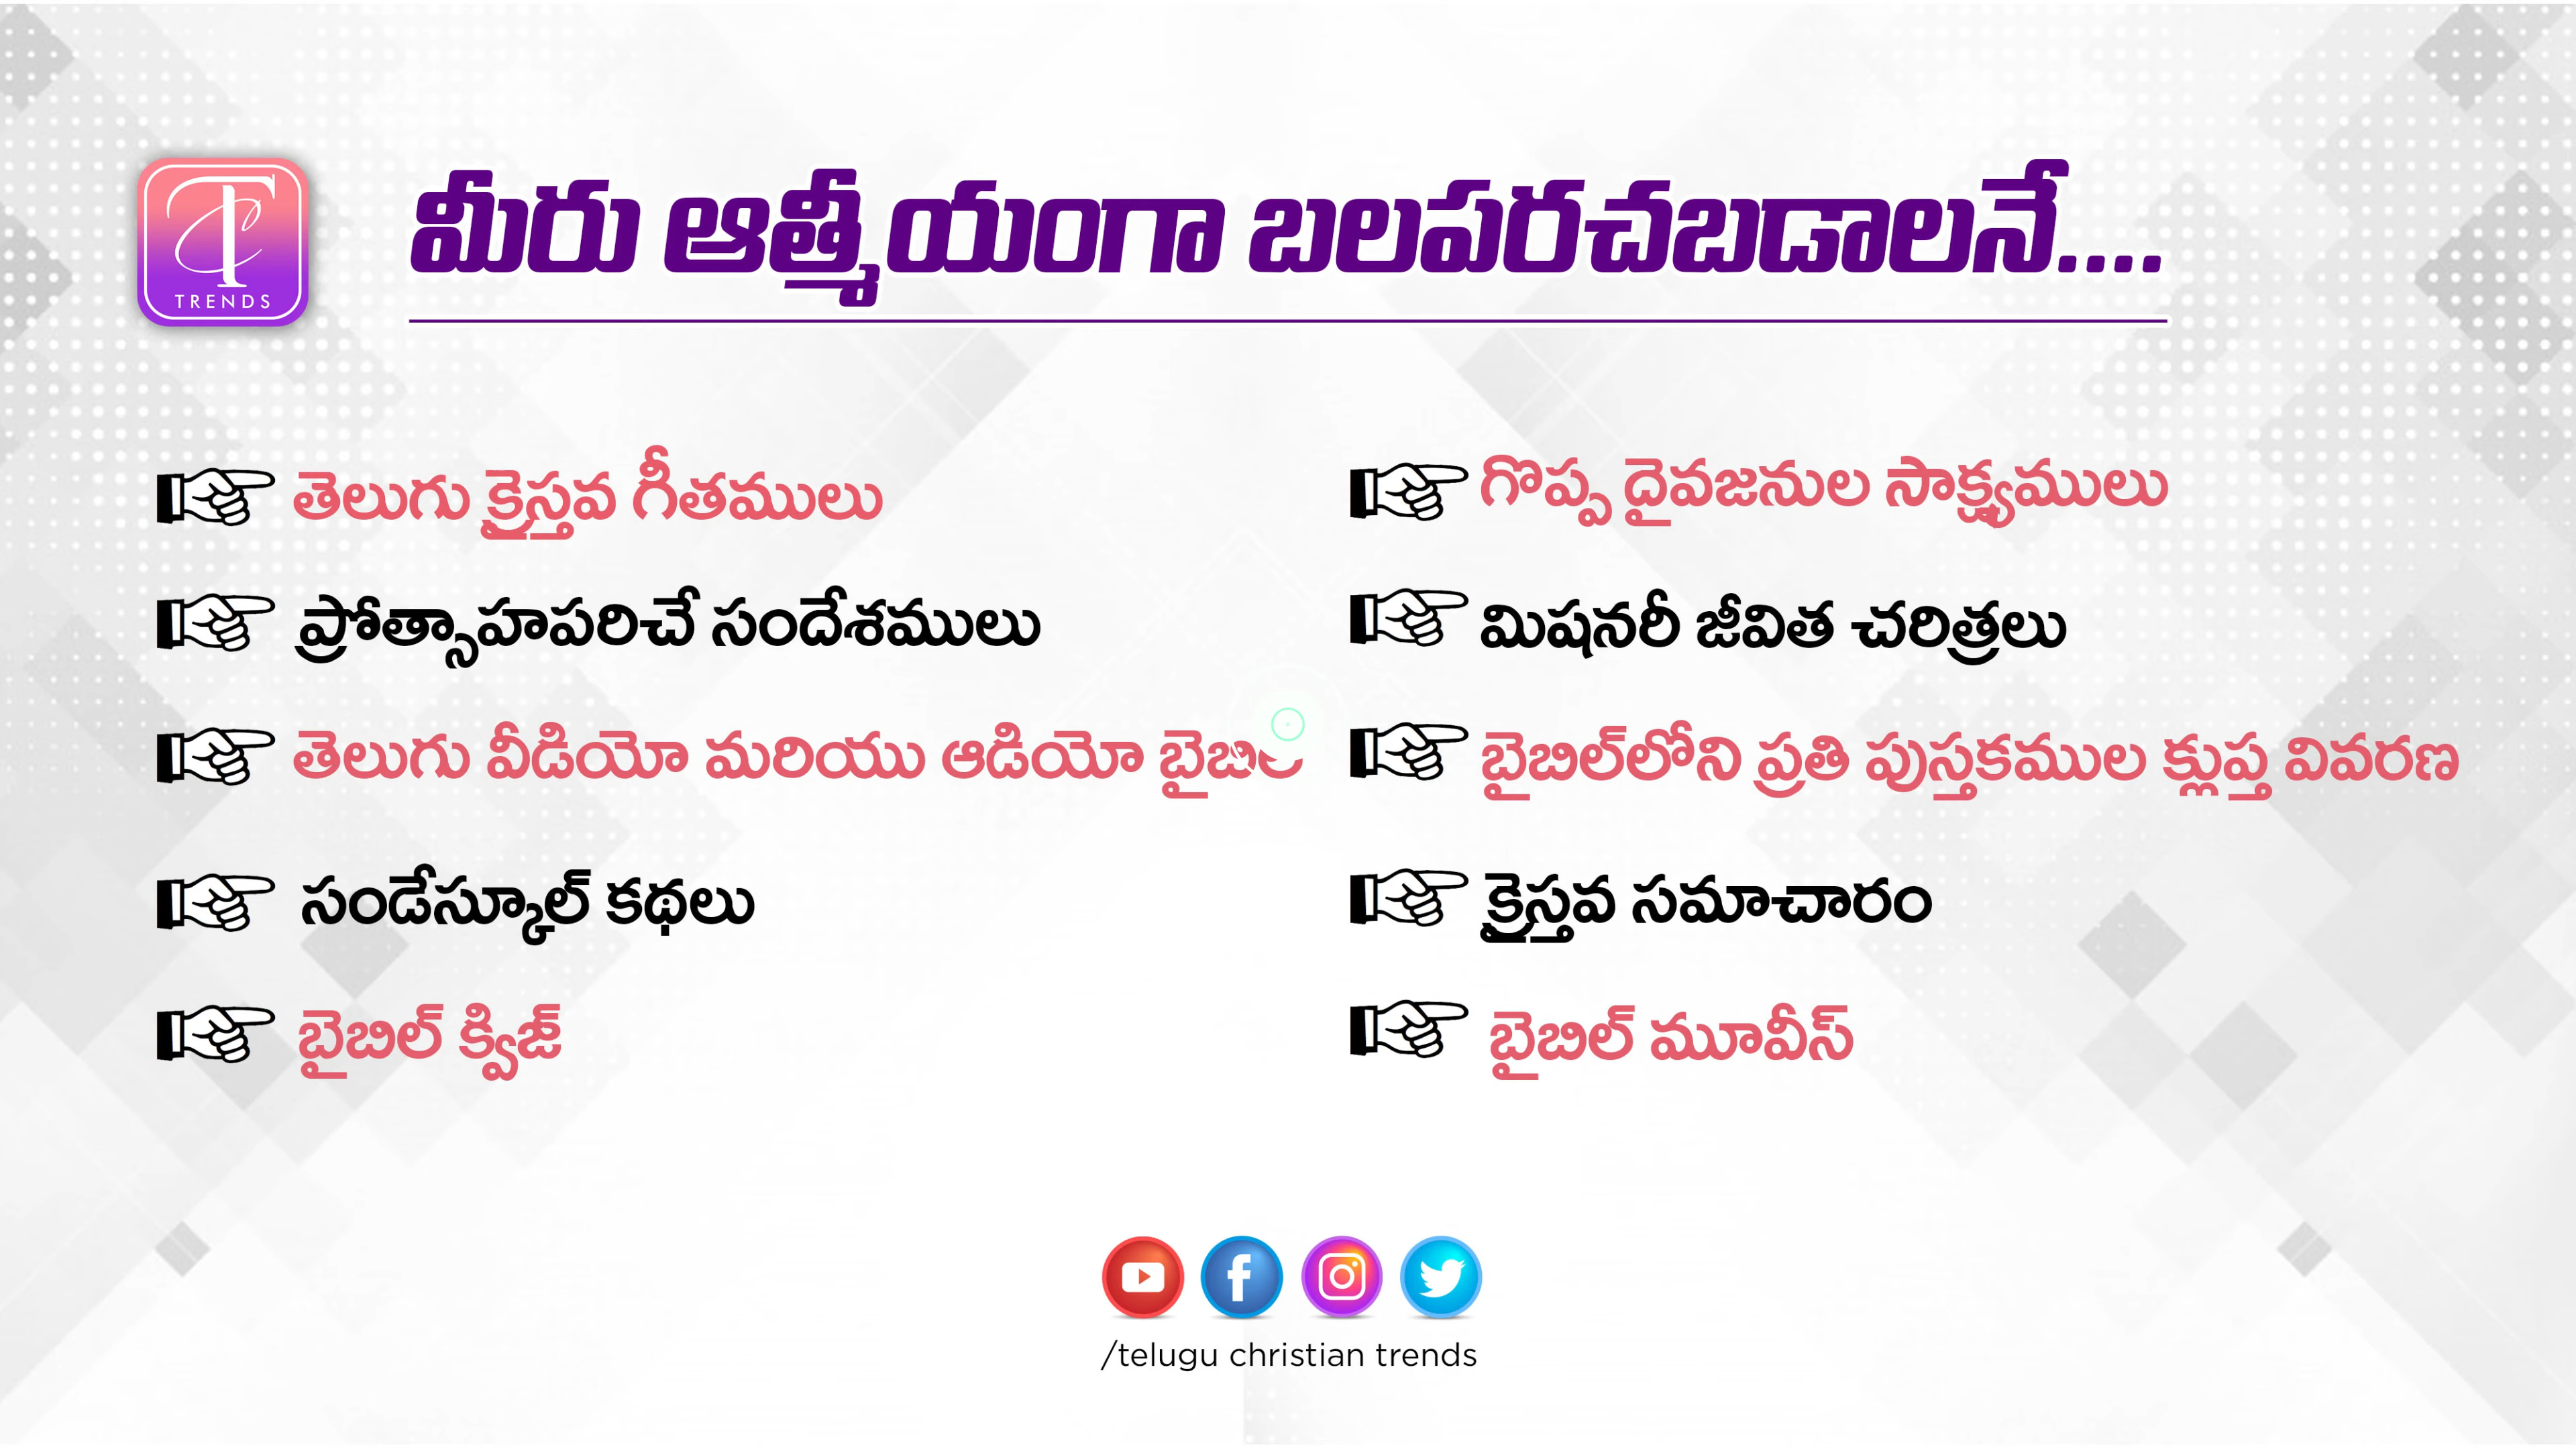 TC
TRENDS
మీరు ఆత్మీయంగా బలపరచబడాలనే....
తెలుగు క్రైస్తవ గీతములు
ప్రోత్సాహపరిచే సందేశములు
తెలుగు వీడియో మరియు ఆడియో బైబిల్
సండేస్కూల్ కథలు
బైబిల్ క్విజ్
గొప్ప దైవజనుల సాక్ష్యములు
మిషనరీ జీవిత చరిత్రలు
బైబిల్‌లోని ప్రతి పుస్తకముల క్లుప్త వివరణ
క్రైస్తవ సమాచారం
బైబిల్ మూవీస్
/telugu christian trends